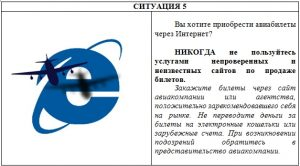 СИТУАЦИЯ 5
Вы хотите приобрести авиабилеты
через Интернет?
НИКОГДА не пользуйтесь
услугами непроверенных и
неизвестных сайтов по продаже
билетов.
Закажите билеты через сайт
авиакомпании или агентства,
положительно зарекомендовавшего себя
на рынке. Не переводите деньги за
билеты на электронные кошельки или
зарубежные счета. При возникновении
подозрений обратитесь в
представительство авиакомпании.